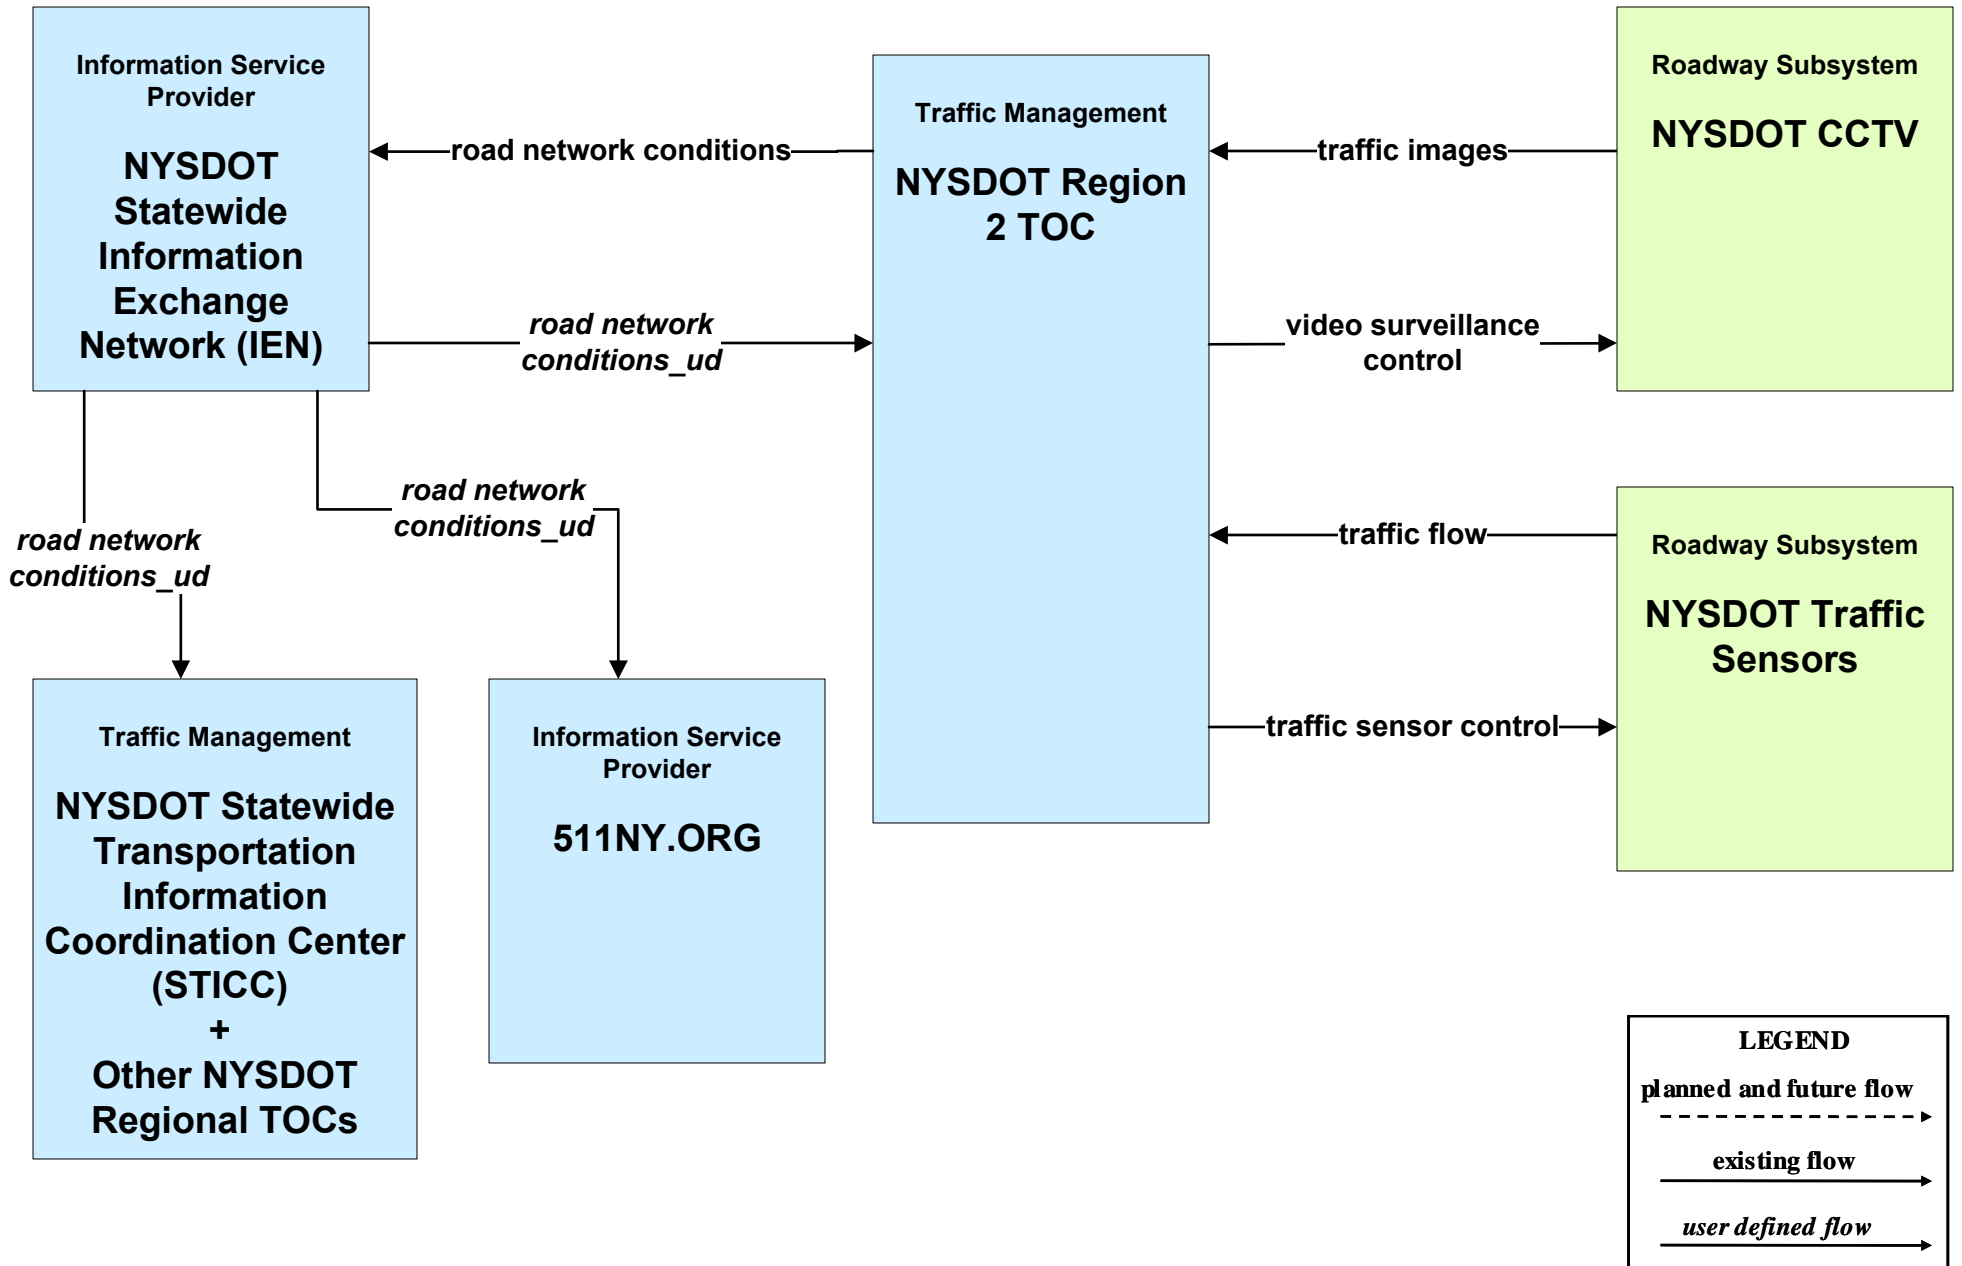 Information Service
Provider
NYSDOT
Statewide
Information
Exchange
Network (IEN)
road network conditions
Traffic Management
NYSDOT Region
2 TOC
traffic images
Roadway Subsystem
NYSDOT CCTV
road network
conditions_ud
video surveillance
control
road network
conditions_ud
road network
conditions_ud
traffic flow
Roadway Subsystem
NYSDOT Traffic
Sensors
traffic sensor control
Traffic Management
NYSDOT Statewide
Transportation
Information
Coordination Center
(STICC)
+
Other NYSDOT
Regional TOCs
Information Service
Provider
511NY.ORG
LEGEND
planned and future flow
existing flow
user defined flow